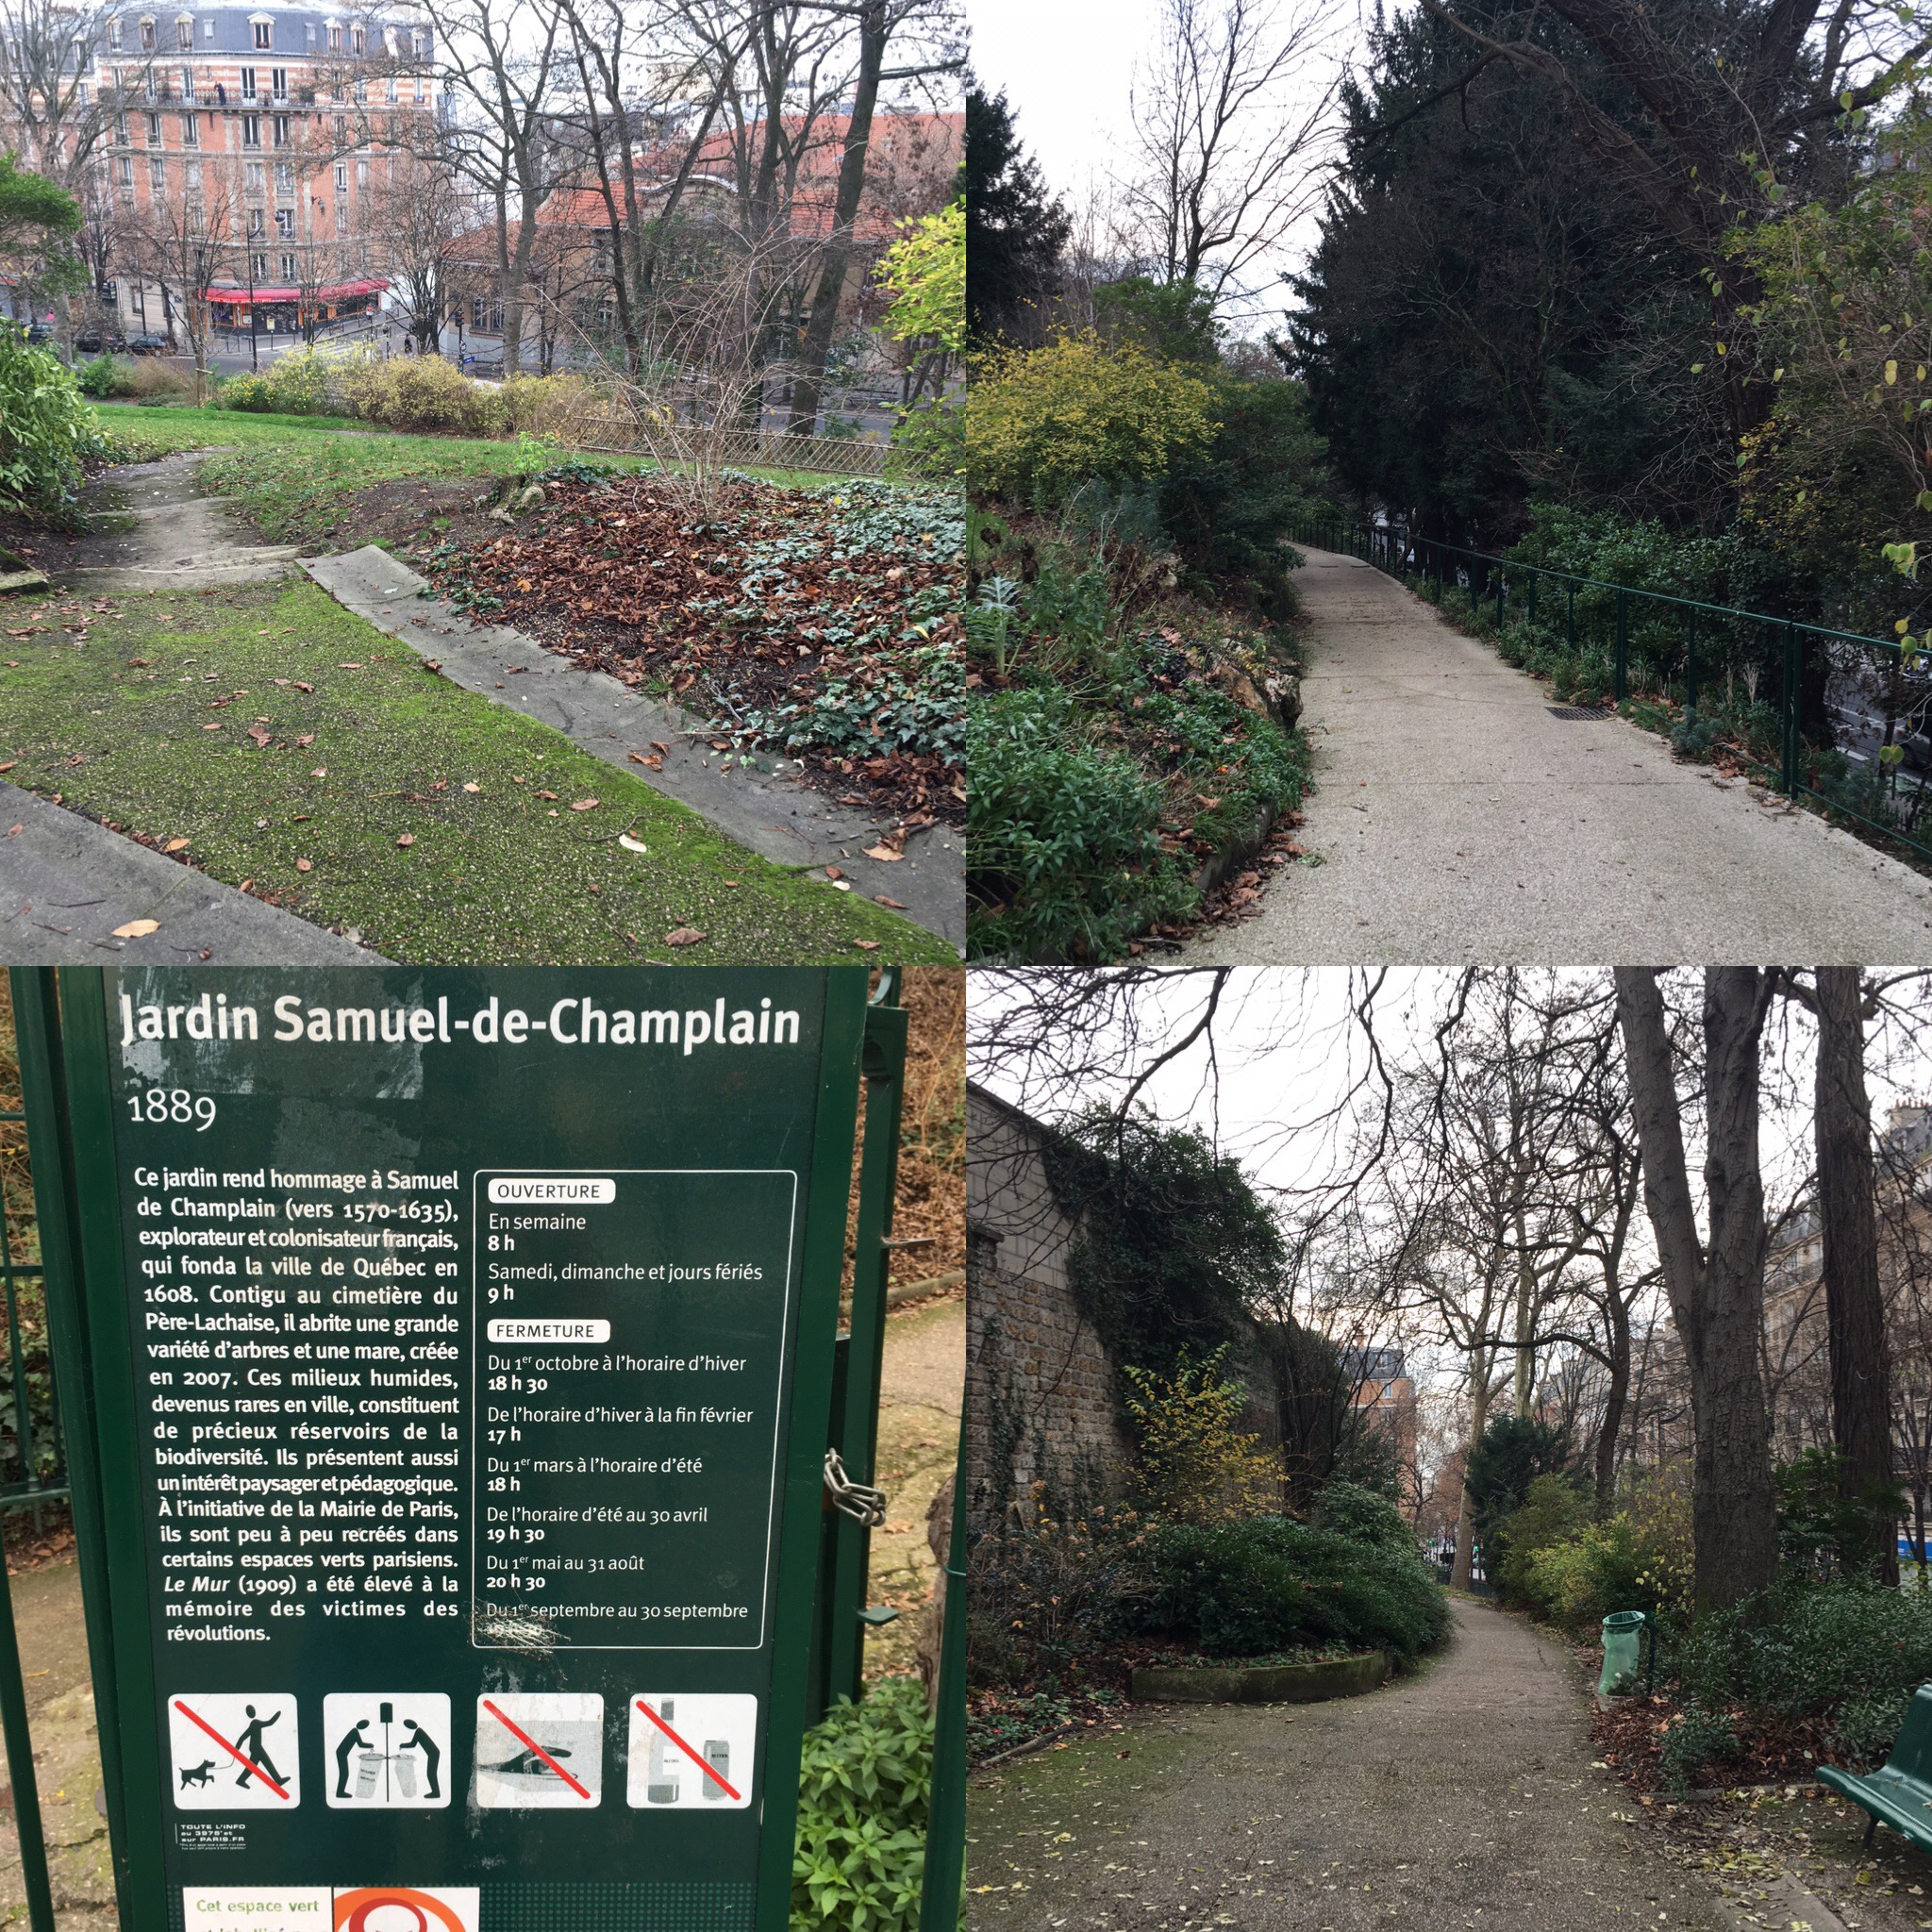 Jardin Samuel-de-Champlain
1889
Ce jardin rend hommage à Samuel
de Champlain (vers 1570-1635),
explorateur et colonisateur français,
qui fonda la ville de Québec en
1608. Contigu au cimetière du
Père-Lachaise, il abrite une grande
variété d'arbres et une mare, créée
en 2007. Ces milieux humides,
devenus rares en ville, constituent
de précieux réservoirs de la
biodiversité. Ils présentent aussi
un intérêt paysager et pédagogique.
À l'initiative de la Mairie de Paris,
ils sont peu à peu recréés dans
certains espaces verts parisiens.
Le Mur (1909) a été élevé à la
mémoire des victimes des
révolutions.
OUVERTURE
En semaine
8 h
Samedi, dimanche et jours fériés
9 h
FERMETURE
Du 1er octobre à l'horaire d'hiver
18 h 30
De l'horaire d'hiver à la fin février
17 h
Du 1er mars à l'horaire d'été
18 h
De l'horaire d'été au 30 avril
19 h 30
Du 1er mai au 31 août
20 h 30
Du 1er septembre au 30 septembre
TOUTE L'INFO
au 3975* et
sur PARIS.FR
Cet espace vert